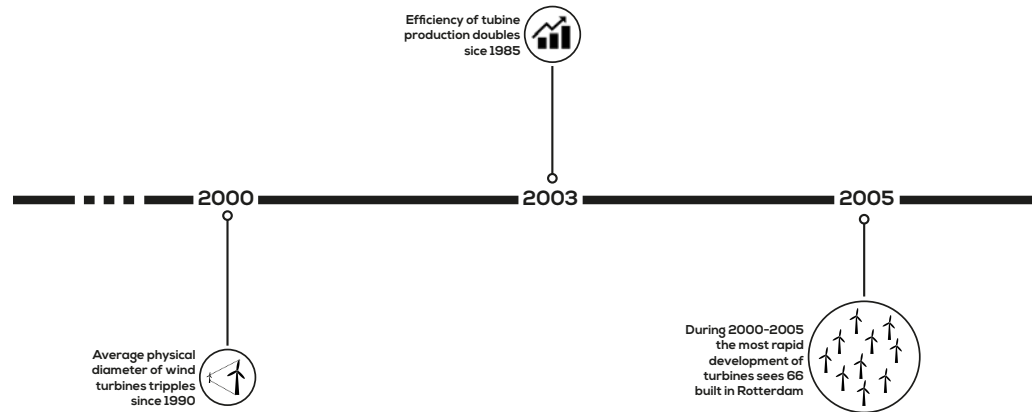 Efficiency of tubine
production doubles
sice 1985
2000
2003
2005
Average physical
diameter of wind
turbines tripples
since 1990
During 2000-2005
the most rapid
development of
turbines sees 66
built in Rotterdam